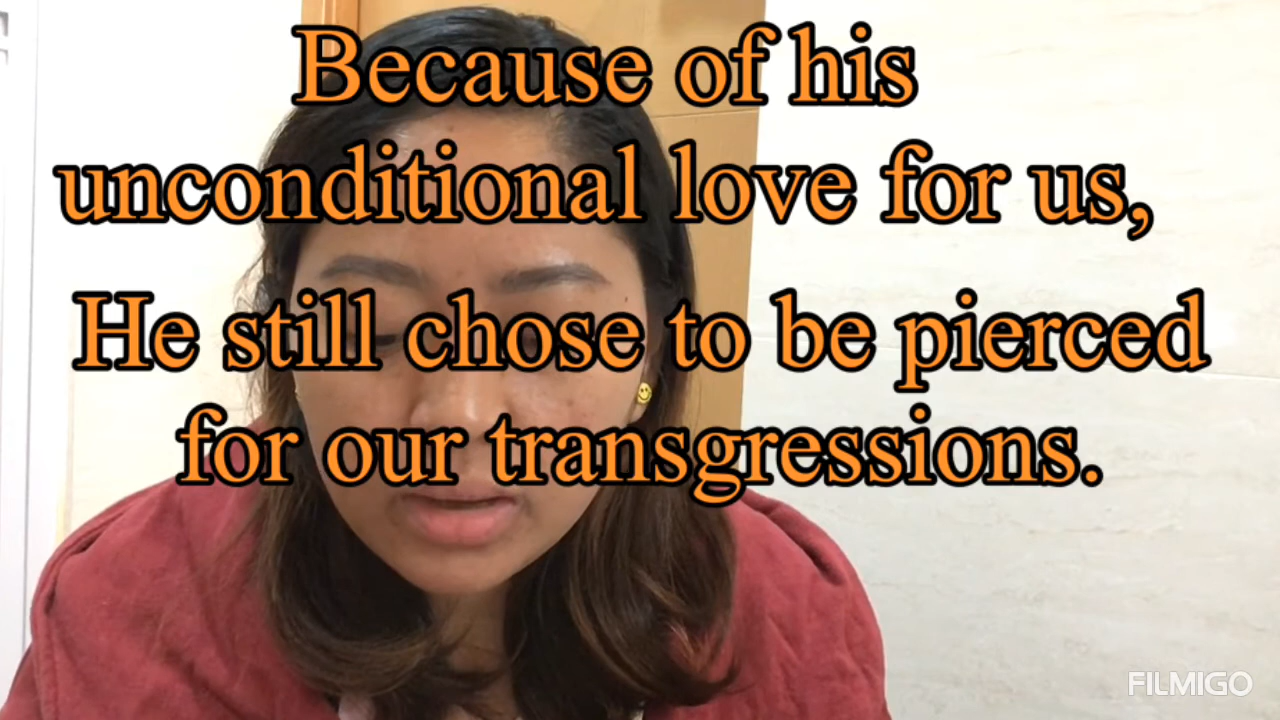 Because of his
unconditional love for us,
He still chose to be pierced
for our transgressions.
FILMIGO